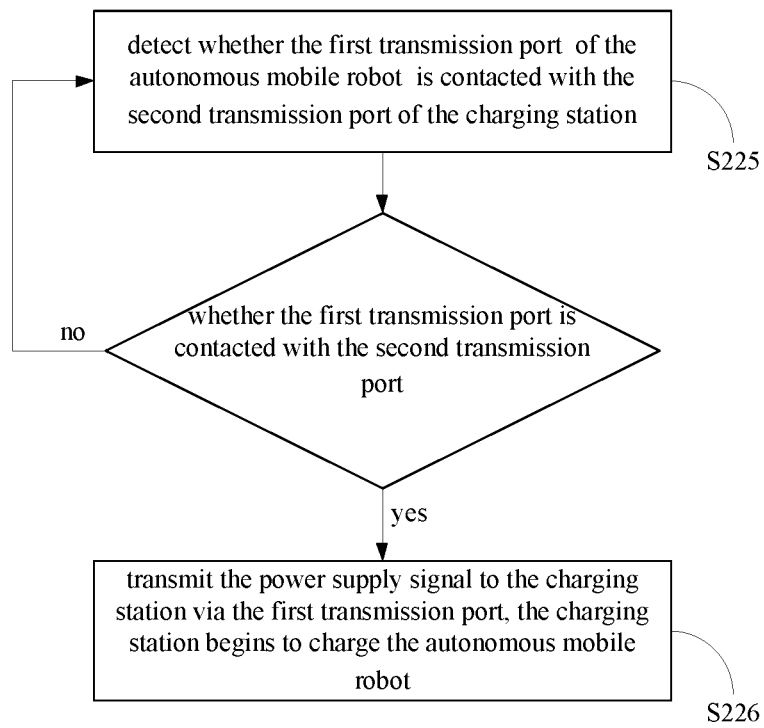 detect whether the first transmission port of the
autonomous mobile robot is contacted with the
second transmission port of the charging station
S225
whether the first transmission port is
contacted with the second transmission
port
no
yes
transmit the power supply signal to the charging
station via the first transmission port, the charging
station begins to charge the autonomous mobile
robot
S226